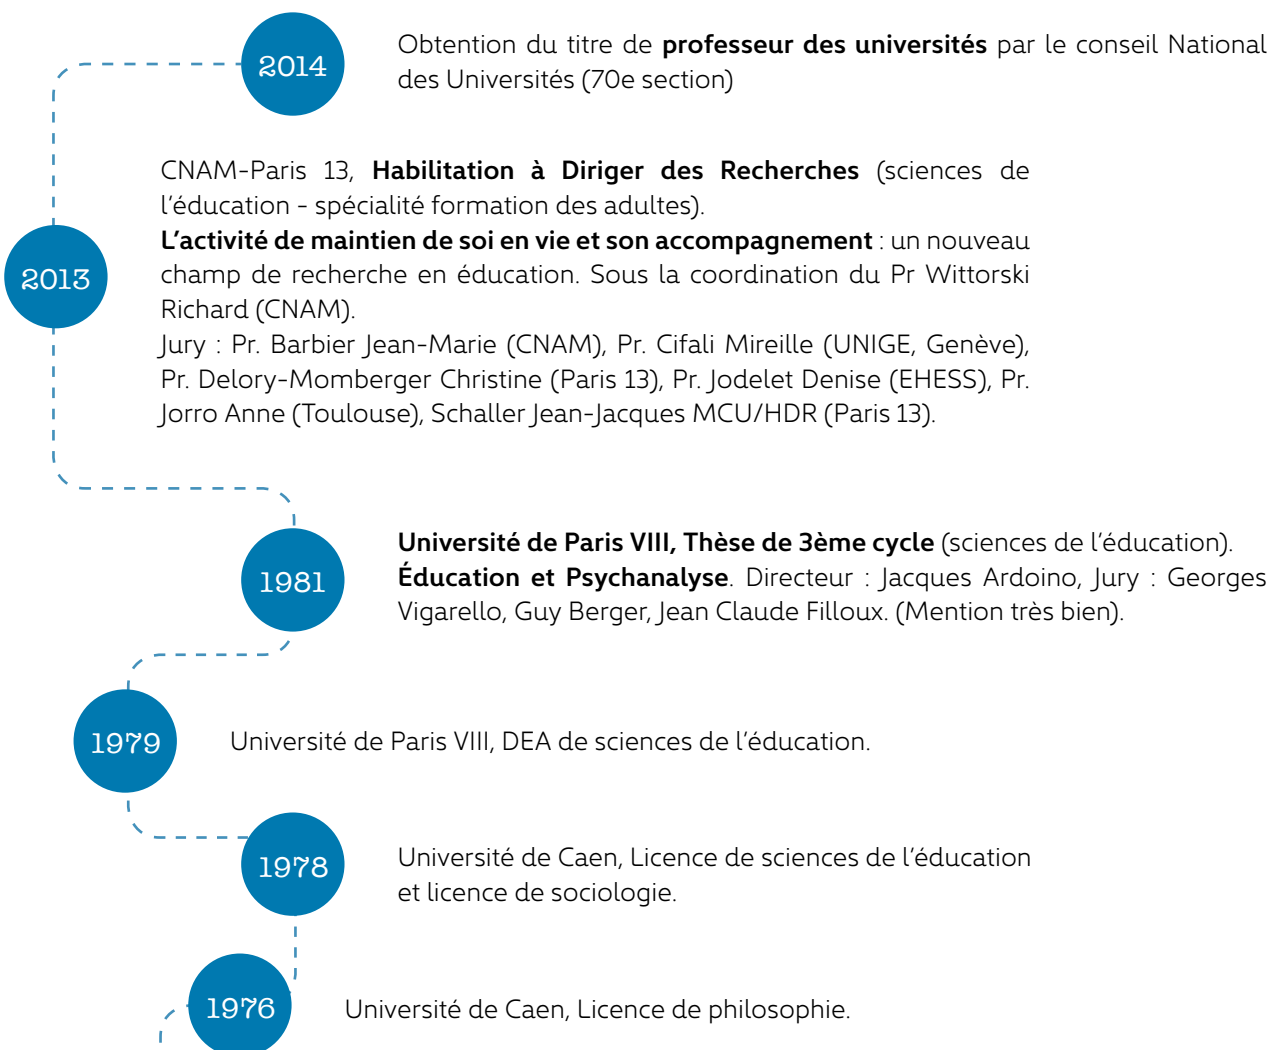 2014
Obtention du titre de professeur des universités par le conseil National
des Universités (70e section)
2013
CNAM-Paris 13, Habilitation à Diriger des Recherches (sciences de
l'éducation - spécialité formation des adultes).
L'activité de maintien de soi en vie et son accompagnement : un nouveau
champ de recherche en éducation. Sous la coordination du Pr Wittorski
Richard (CNAM).
Jury : Pr. Barbier Jean-Marie (CNAM), Pr. Cifali Mireille (UNIGE, Genève),
Pr. Delory-Momberger Christine (Paris 13), Pr. Jodelet Denise (EHESS), Pr.
Jorro Anne (Toulouse), Schaller Jean-Jacques MCU/HDR (Paris 13).
1981
Université de Paris VIII, Thèse de 3ème cycle (sciences de l'éducation).
Éducation et Psychanalyse. Directeur : Jacques Ardoino, Jury : Georges
Vigarello, Guy Berger, Jean Claude Filloux. (Mention très bien).
1979
Université de Paris VIII, DEA de sciences de l'éducation.
1978
Université de Caen, Licence de sciences de l'éducation
et licence de sociologie.
1976
Université de Caen, Licence de philosophie.